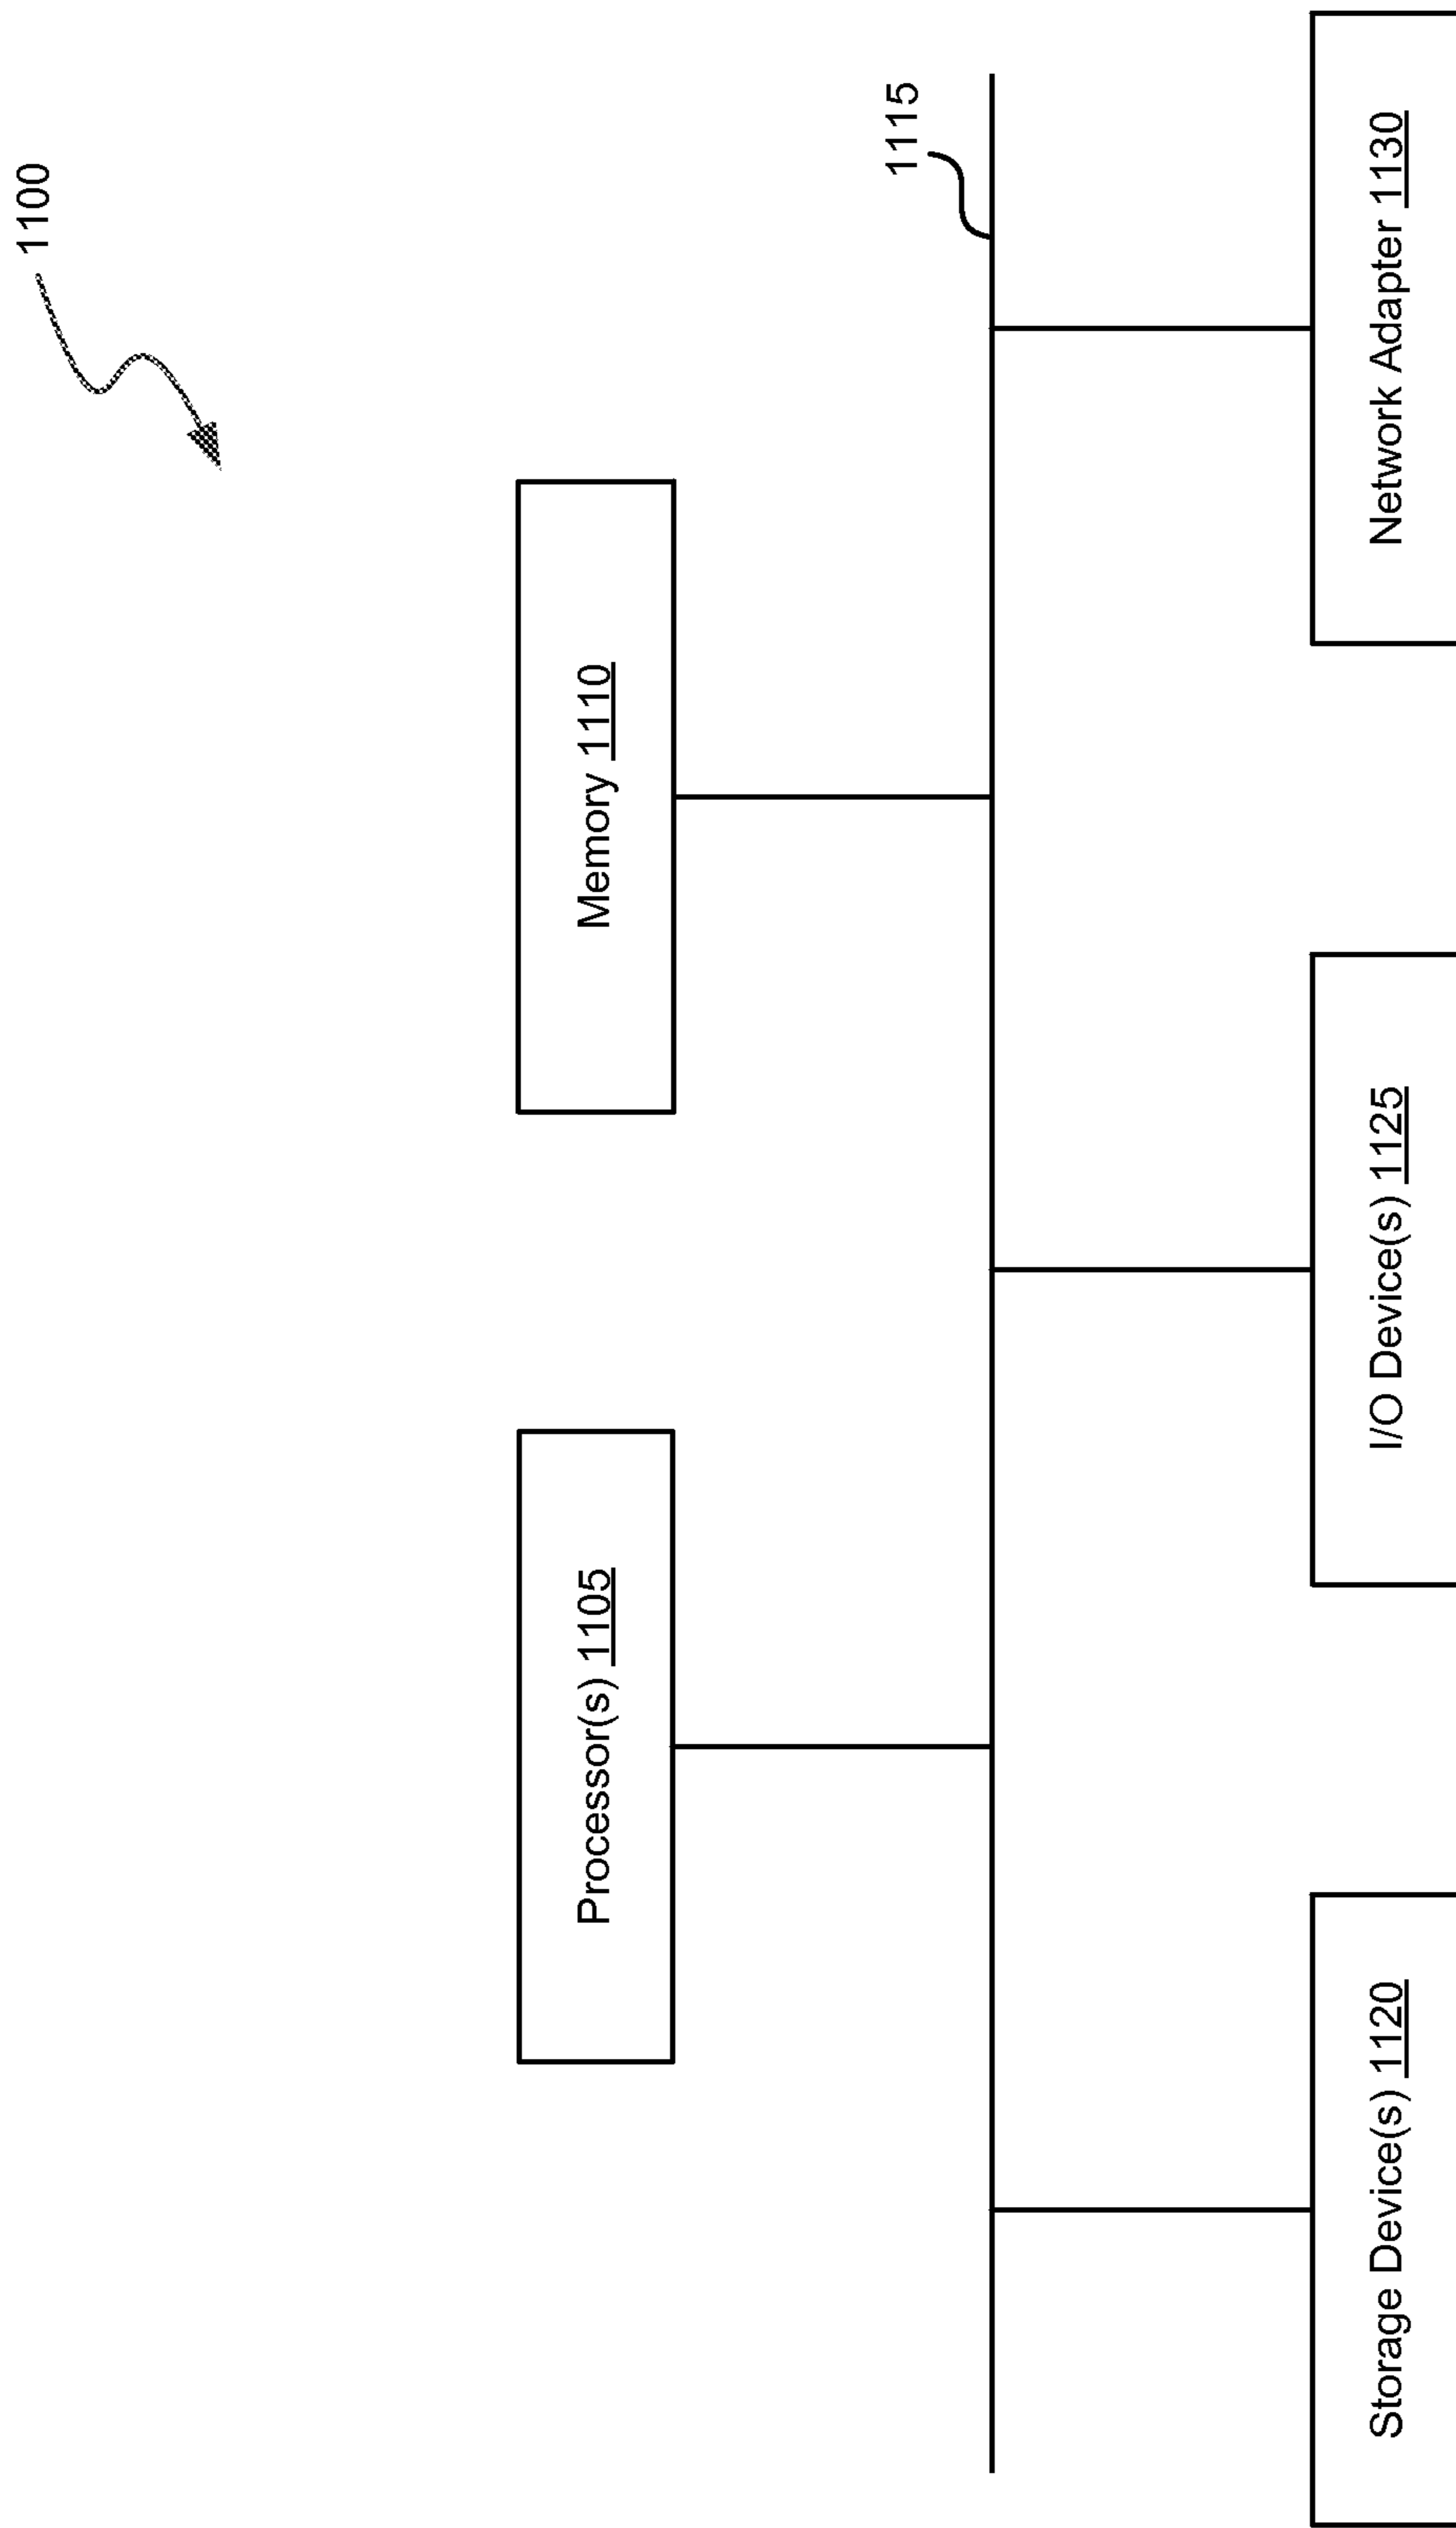 1100
Processor(s) 1105
Memory 1110
1115
Storage Device(s) 1120
I/O Device(s) 1125
Network Adapter 1130